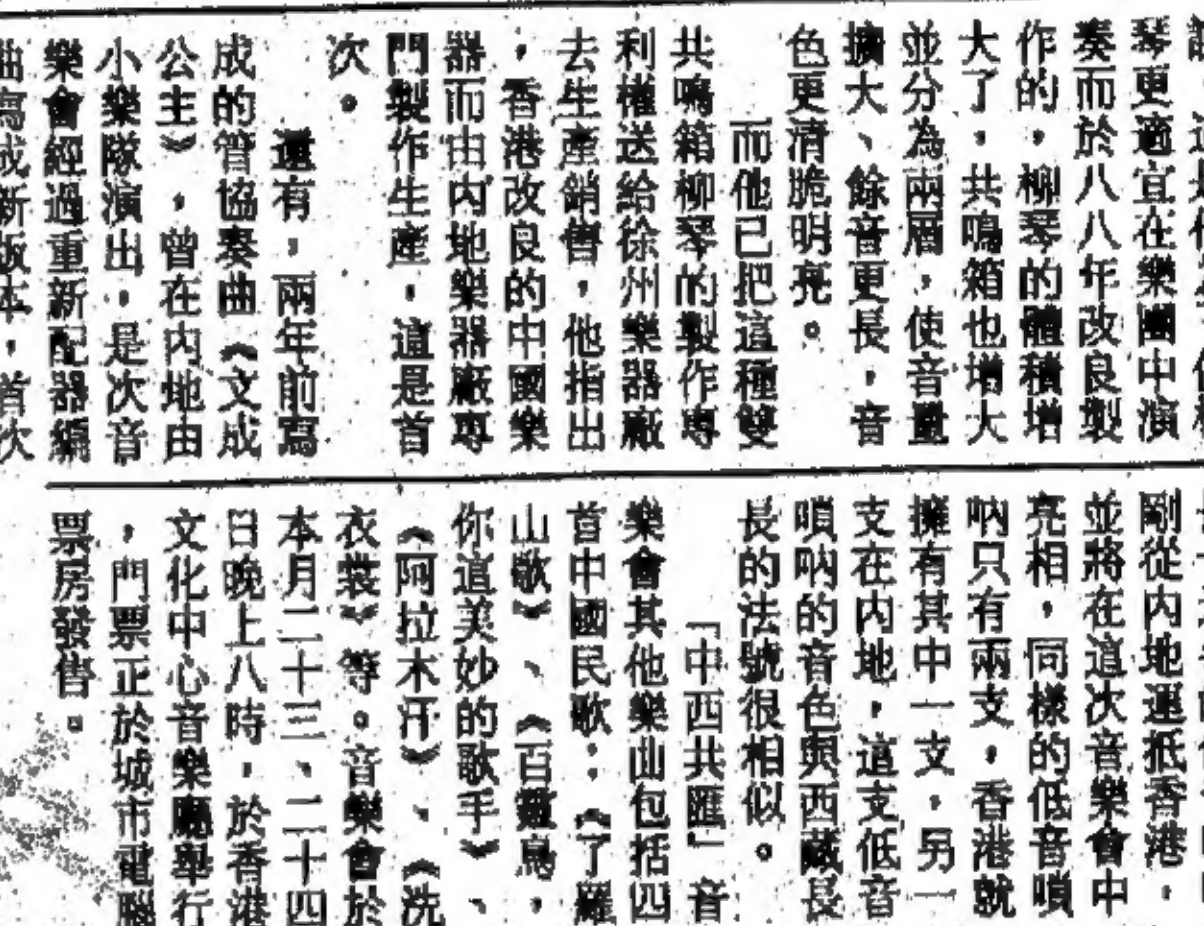 琴更適宜在樂團中演
奏而於八八年改良製
作的，柳琴的體積增
大了，共鳴箱也增大
並分為兩層，使音量
擴大、餘音更長，音
色更清脆明亮。
而他已把這種雙
共鳴箱柳琴的製作專
利權送給徐州樂器廠
去生產銷售，他指出
，香港改良的中國樂
器而由內地樂器廠專
門製作生產，這是首
次。
還有，兩年前寫
成的管協奏曲《文成
公主》，曾在內地由
小樂隊演出，是次音
樂會經過重新配器編
曲寫成新版本，首次
剛從內地運抵香港，
並將在這次音樂會中
亮相，同樣的低音嗩
吶只有兩支，香港就
擁有其中一支，另一
支在內地，這支低音
嗩吶的音色與西藏長
長的法號很相似。
「中西共匯」音
樂會其他樂曲包括四
首中國民歌：《了羅
山歌》、《百靈鳥，
你這美妙的歌手》、
《阿拉木汗》、《洗
衣裳》等。音樂會於
本月二十三、二十四
日晚上八時，於香港
文化中心音樂廳舉行
，門票正於城市電腦
票房發售。